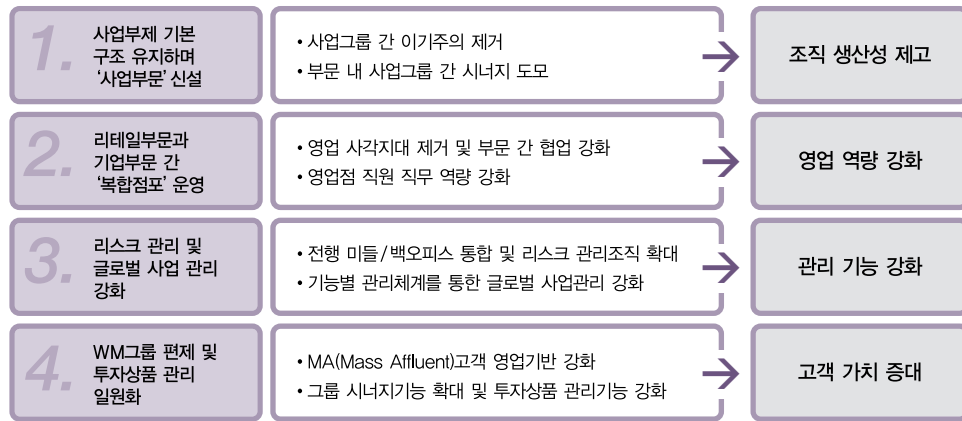 1.
사업부제 기본
구조 유지하며
‘사업부문’ 신설
• 사업그룹 간 이기주의 제거
• 부문 내 사업그룹 간 시너지 도모
조직 생산성 제고
2.
리테일부문과
기업부문 간
‘복합점포’ 운영
• 영업 사각지대 제거 및 부문 간 협업 강화
• 영업점 직원 직무 역량 강화
영업 역량 강화
3.
리스크 관리 및
글로벌 사업 관리
강화
• 전행 미들/백오피스 통합 및 리스크 관리조직 확대
• 기능별 관리체계를 통한 글로벌 사업관리 강화
관리 기능 강화
4.
WM그룹 편제 및
투자상품 관리
일원화
• MA(Mass Affluent)고객 영업기반 강화
• 그룹 시너지기능 확대 및 투자상품 관리기능 강화
고객 가치 증대